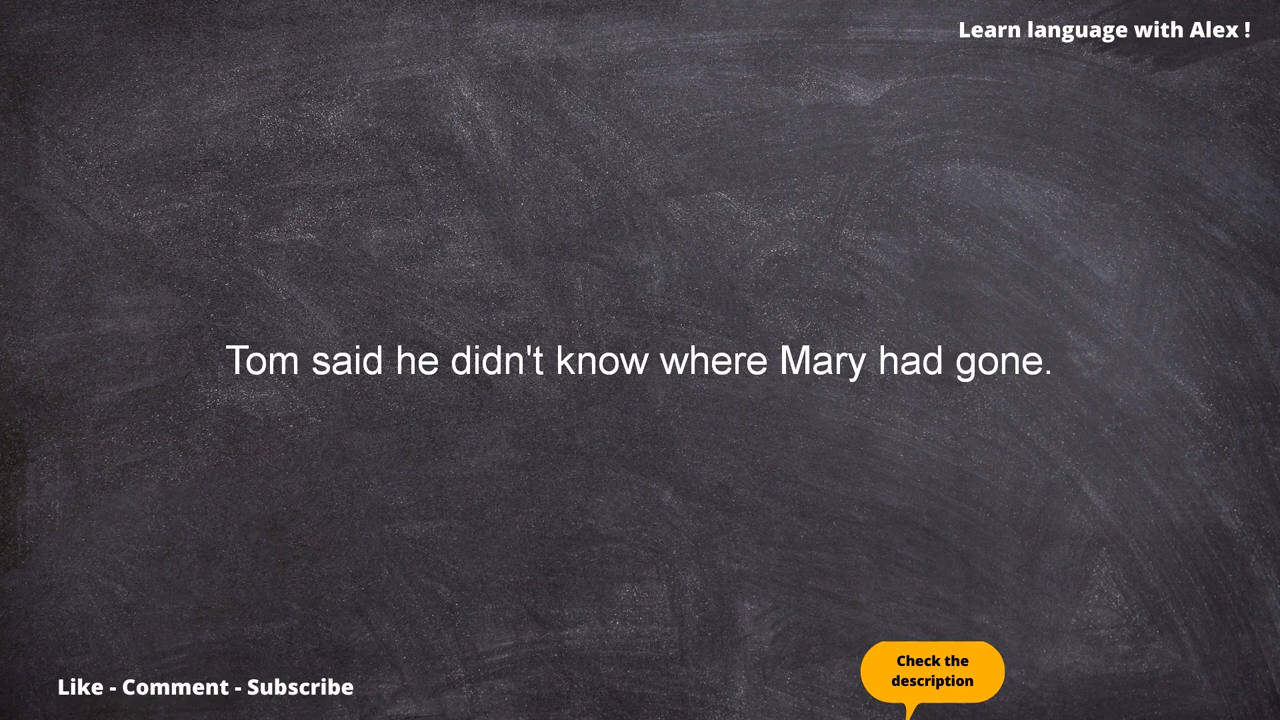 Learn language with Alex !
Tom said he didn't know where Mary had gone.
Like - Comment - Subscribe
Check the
description